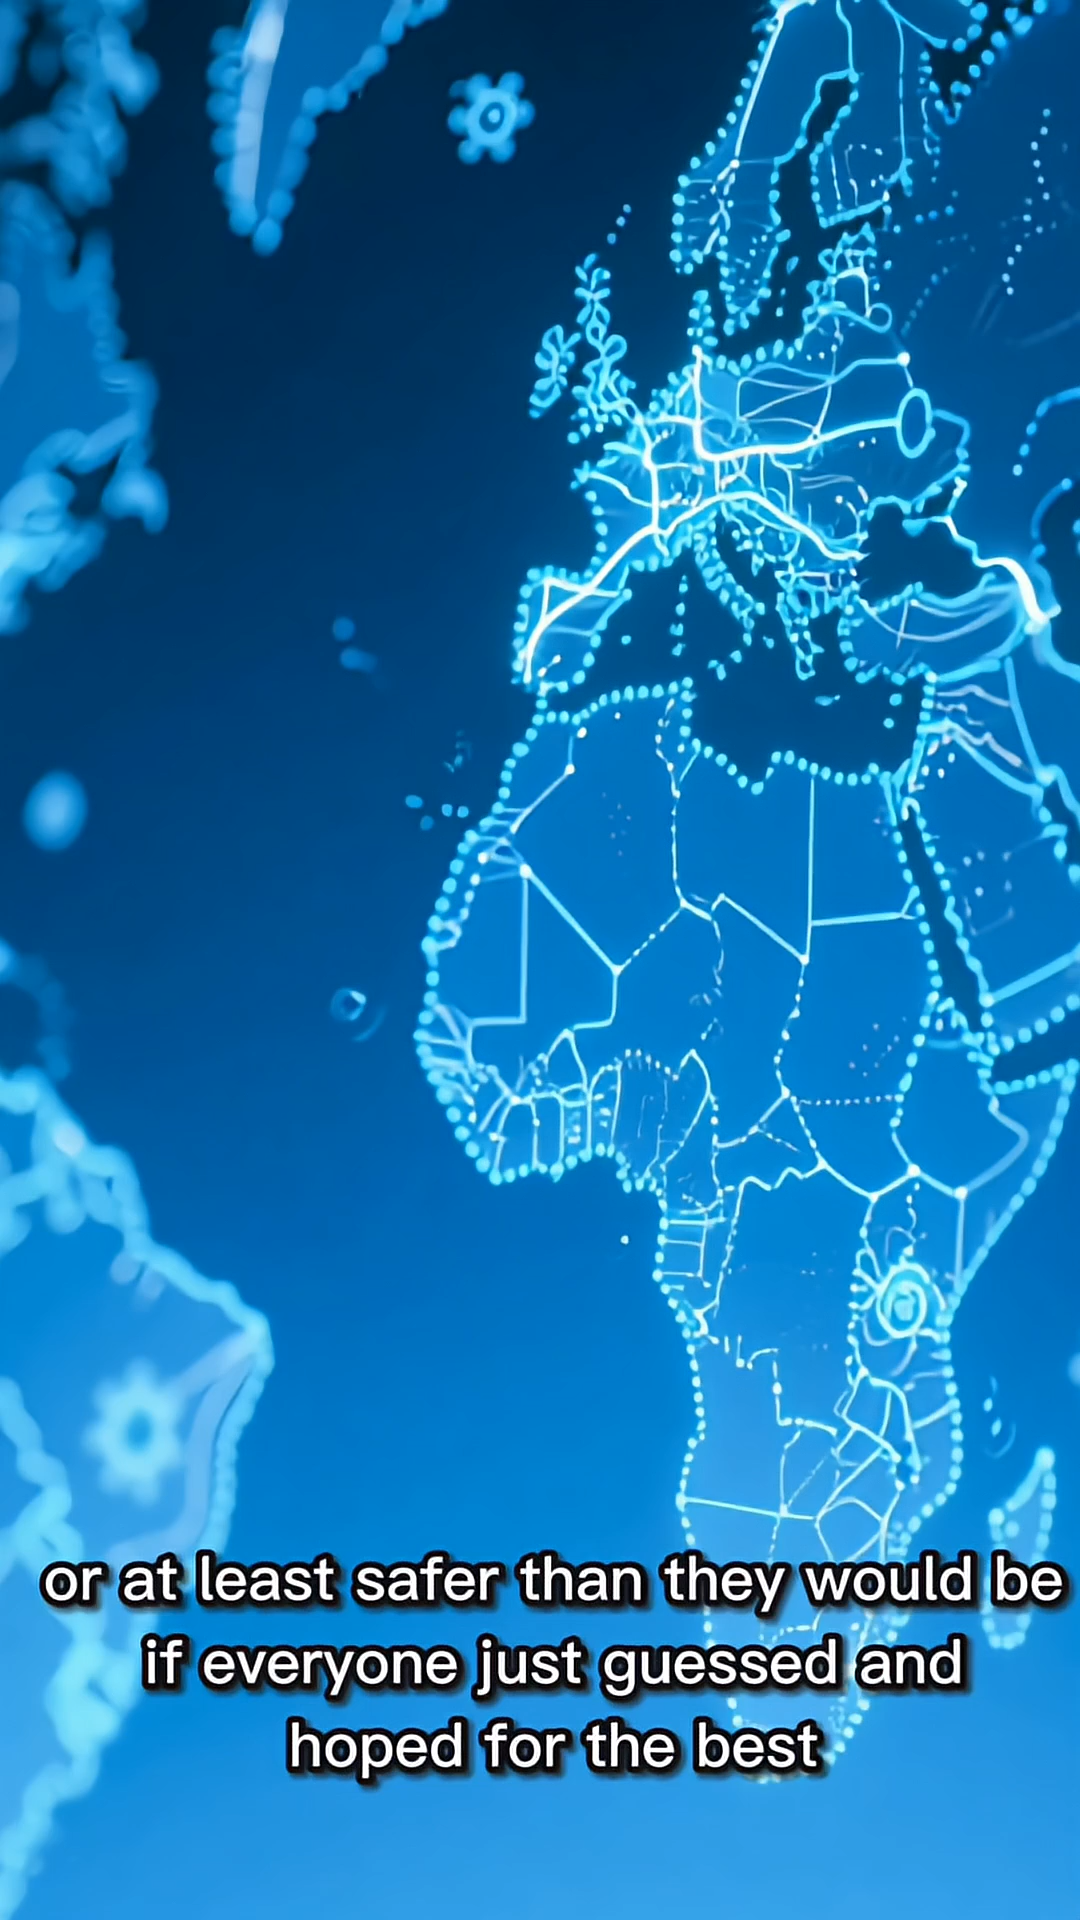 or at least safer than they would be
if everyone just guessed and
hoped for the best